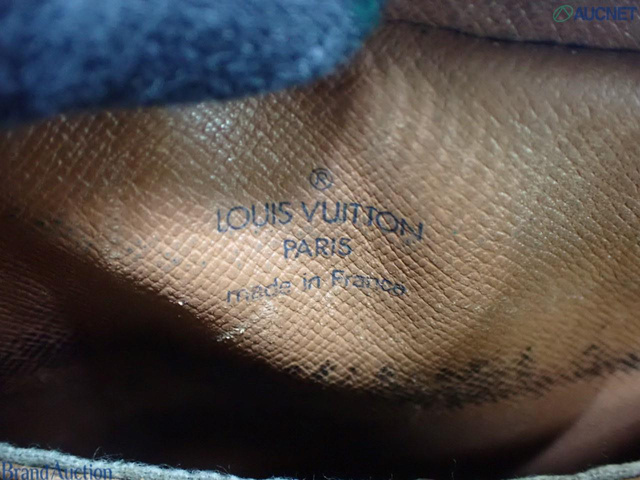 AUCNET
®
LOUIS VUITTON
PARIS
made in France
Brand Auction